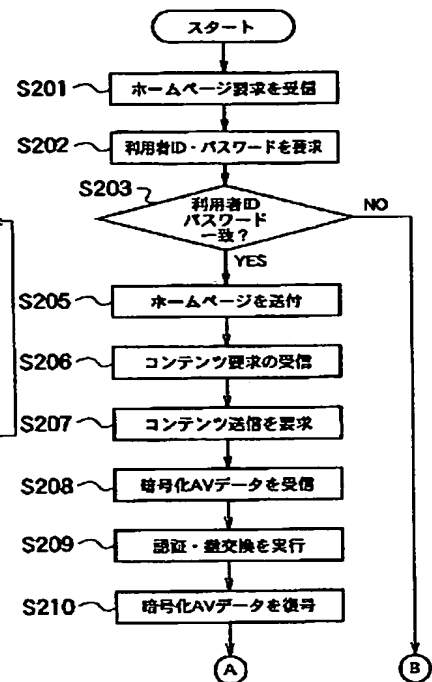 スタート
S201
ホームページ要求を受信
S202
利用者ID・パスワードを要求
S203
利用者ID
パスワード
一致?
NO
YES
S205
ホームページを送付
S206
コンテンツ要求の受信
S207
コンテンツ送信を要求
S208
暗号化AVデータを受信
S209
認証・鍵交換を実行
S210
暗号化AVデータを復号
A
B